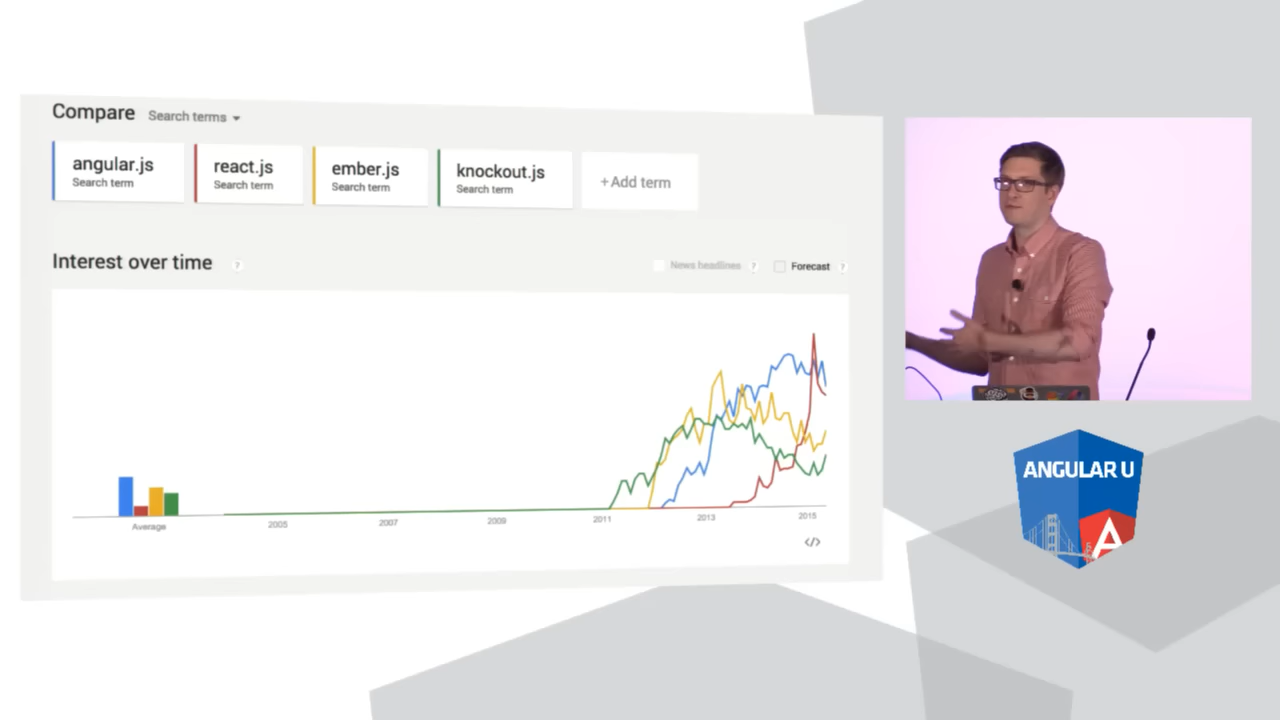 Compare Search terms
angular.js
Search term
react.js
Search term
ember.js
Search term
knockout.js
Search term
+Add term
Interest over time ?
News headlines ? Forecast ?
Average 2005 2007 2009 2011 2013 2015
</>
ANGULAR U
A